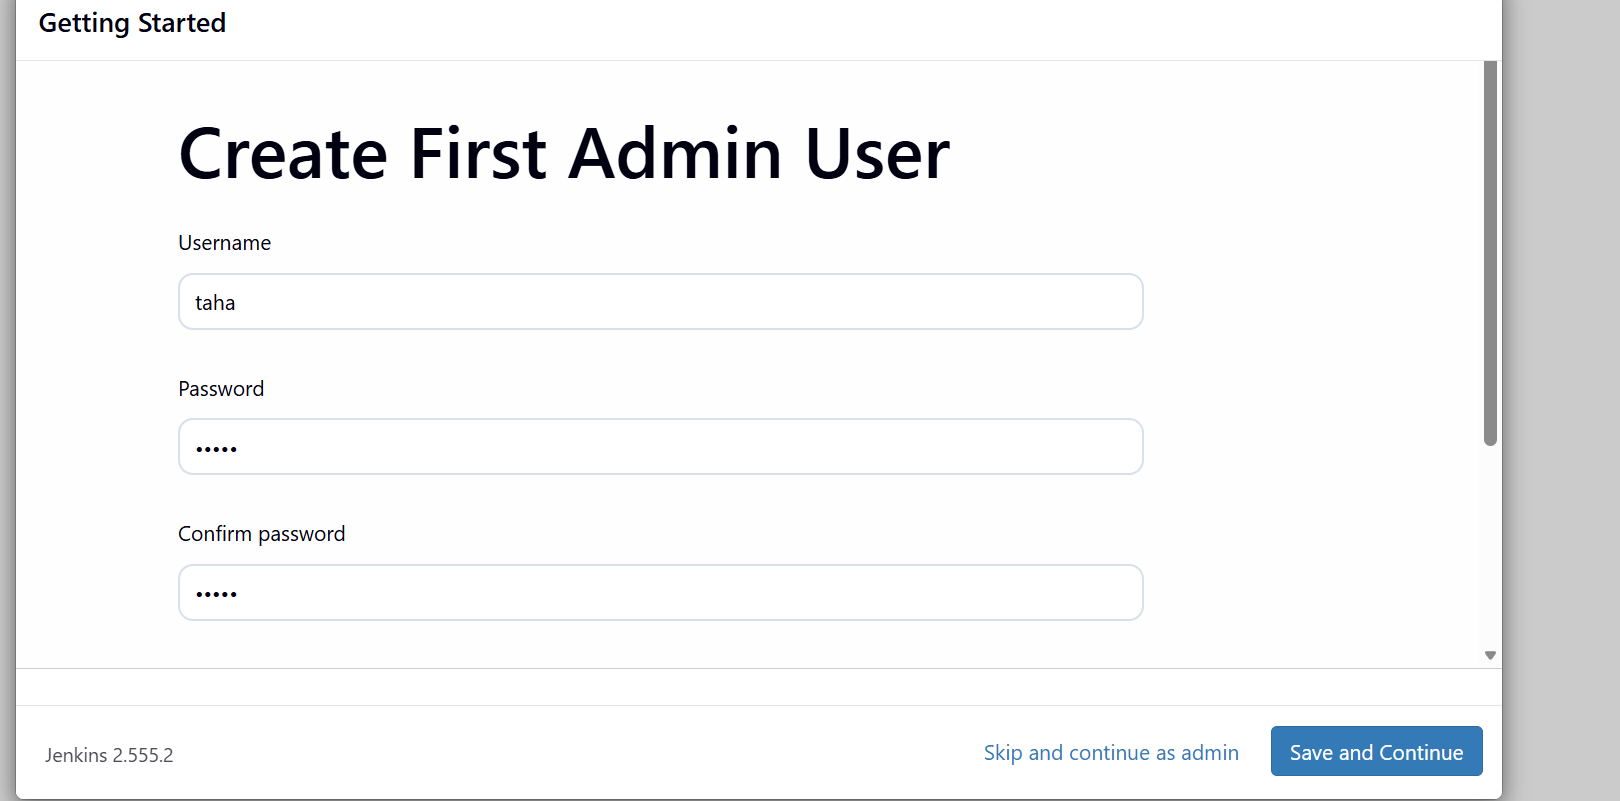 Getting Started
Create First Admin User
Username
taha
Password
•••••
Confirm password
•••••
Jenkins 2.555.2
Skip and continue as admin
Save and Continue